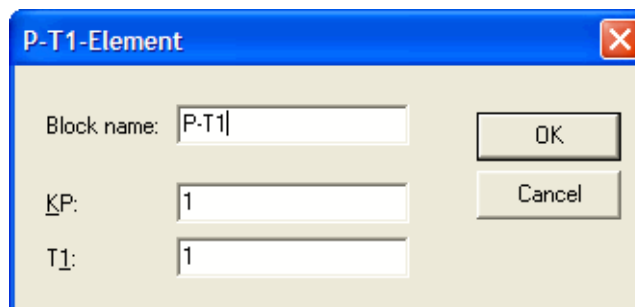 P-T1-Element
Block name: P-T1
OK
KP: 1
Cancel
T1: 1